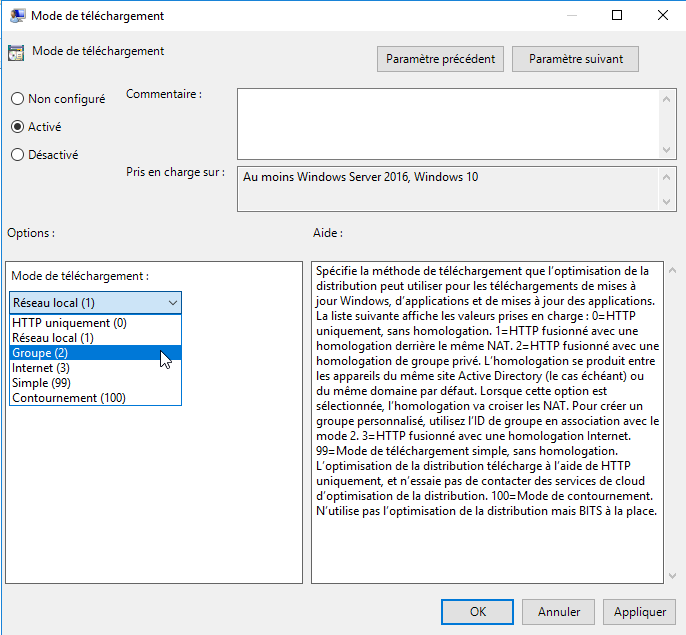 Mode de téléchargement
Mode de téléchargement
Paramètre précédent
Paramètre suivant
Non configuré
Commentaire :
Activé
Désactivé
Pris en charge sur :
Au moins Windows Server 2016, Windows 10
Options :
Aide :
Mode de téléchargement :
Réseau local (1)
HTTP uniquement (0)
Réseau local (1)
Groupe (2)
Internet (3)
Simple (99)
Contournement (100)
Spécifie la méthode de téléchargement que l'optimisation de la
distribution peut utiliser pour les téléchargements de mises à
jour Windows, d'applications et de mises à jour des applications.
La liste suivante affiche les valeurs prises en charge : 0=HTTP
uniquement, sans homologation. 1=HTTP fusionné avec une
homologation derrière le même NAT. 2=HTTP fusionné avec une
homologation de groupe privé. L'homologation se produit entre
les appareils du même site Active Directory (le cas échéant) ou
du même domaine par défaut. Lorsque cette option est
sélectionnée, l'homologation va croiser les NAT. Pour créer un
groupe personnalisé, utilisez l'ID de groupe en association avec le
mode 2. 3=HTTP fusionné avec une homologation Internet.
99=Mode de téléchargement simple, sans homologation.
L'optimisation de la distribution télécharge à l'aide de HTTP
uniquement, et n'essaie pas de contacter des services de cloud
d'optimisation de la distribution. 100=Mode de contournement.
N'utilise pas l'optimisation de la distribution mais BITS à la place.
OK
Annuler
Appliquer